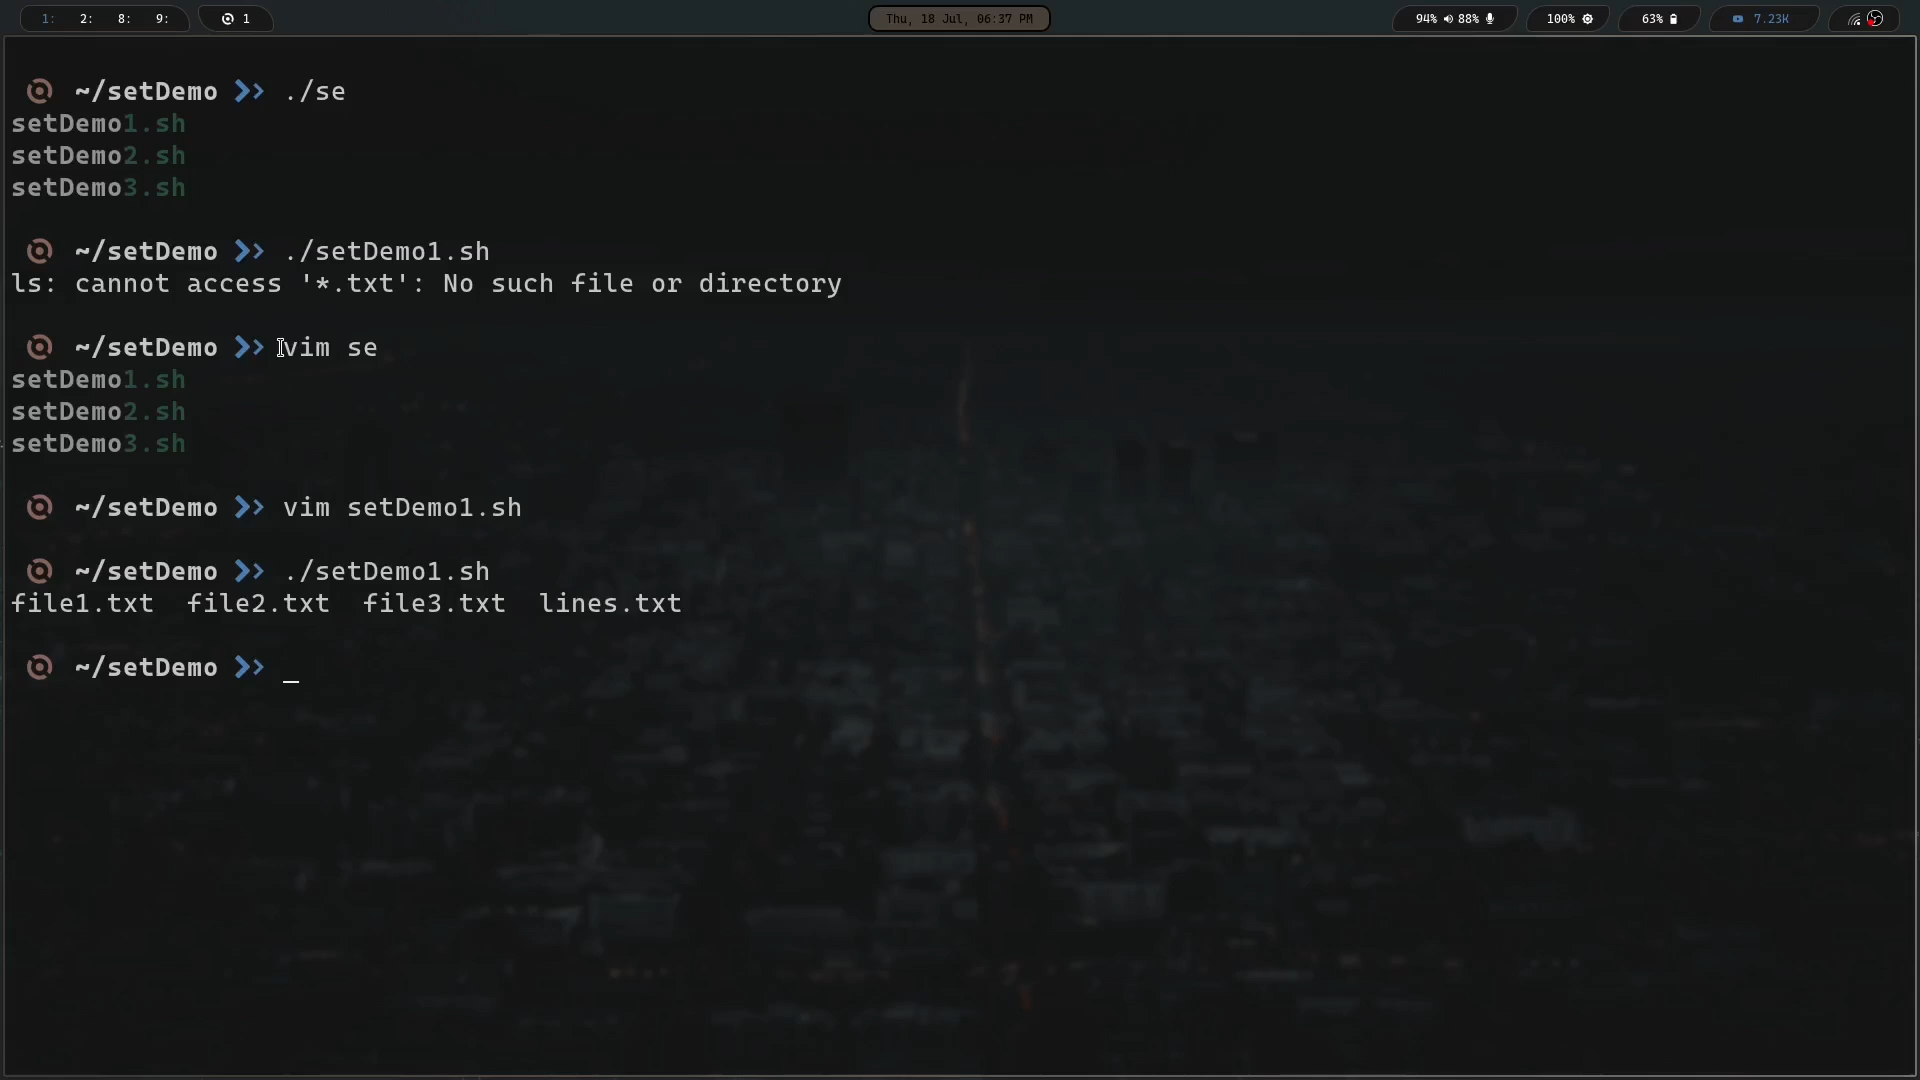 1: 2: 8: 9: 1 Thu, 18 Jul, 06:37 PM 94% 88% 100% 63% 7.23K
~/setDemo ./se
setDemo1.sh
setDemo2.sh
setDemo3.sh
~/setDemo ./setDemo1.sh
ls: cannot access '*.txt': No such file or directory
~/setDemo vim se
setDemo1.sh
setDemo2.sh
setDemo3.sh
~/setDemo vim setDemo1.sh
~/setDemo ./setDemo1.sh
file1.txt file2.txt file3.txt lines.txt
~/setDemo _